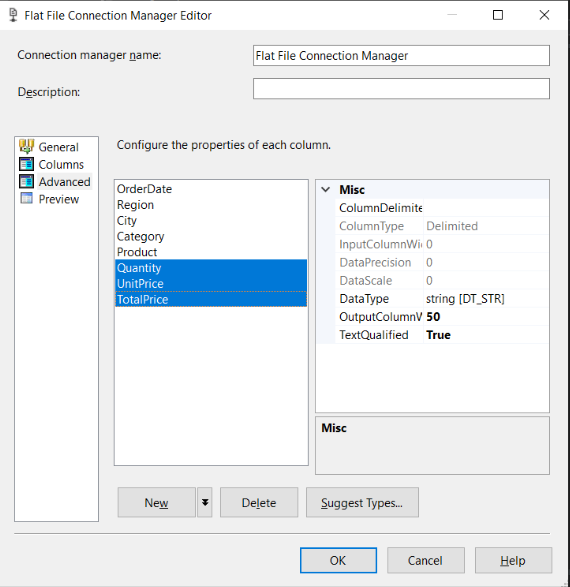 Flat File Connection Manager Editor
Connection manager name:
Flat File Connection Manager
Description:
General
Columns
Advanced
Preview
Configure the properties of each column.
OrderDate
Region
City
Category
Product
Quantity
UnitPrice
TotalPrice
Misc
ColumnDelimite
ColumnType Delimited
InputColumnWi 0
DataPrecision 0
DataScale 0
DataType string [DT_STR]
OutputColumnV 50
TextQualified True
Misc
New
Delete
Suggest Types...
OK
Cancel
Help